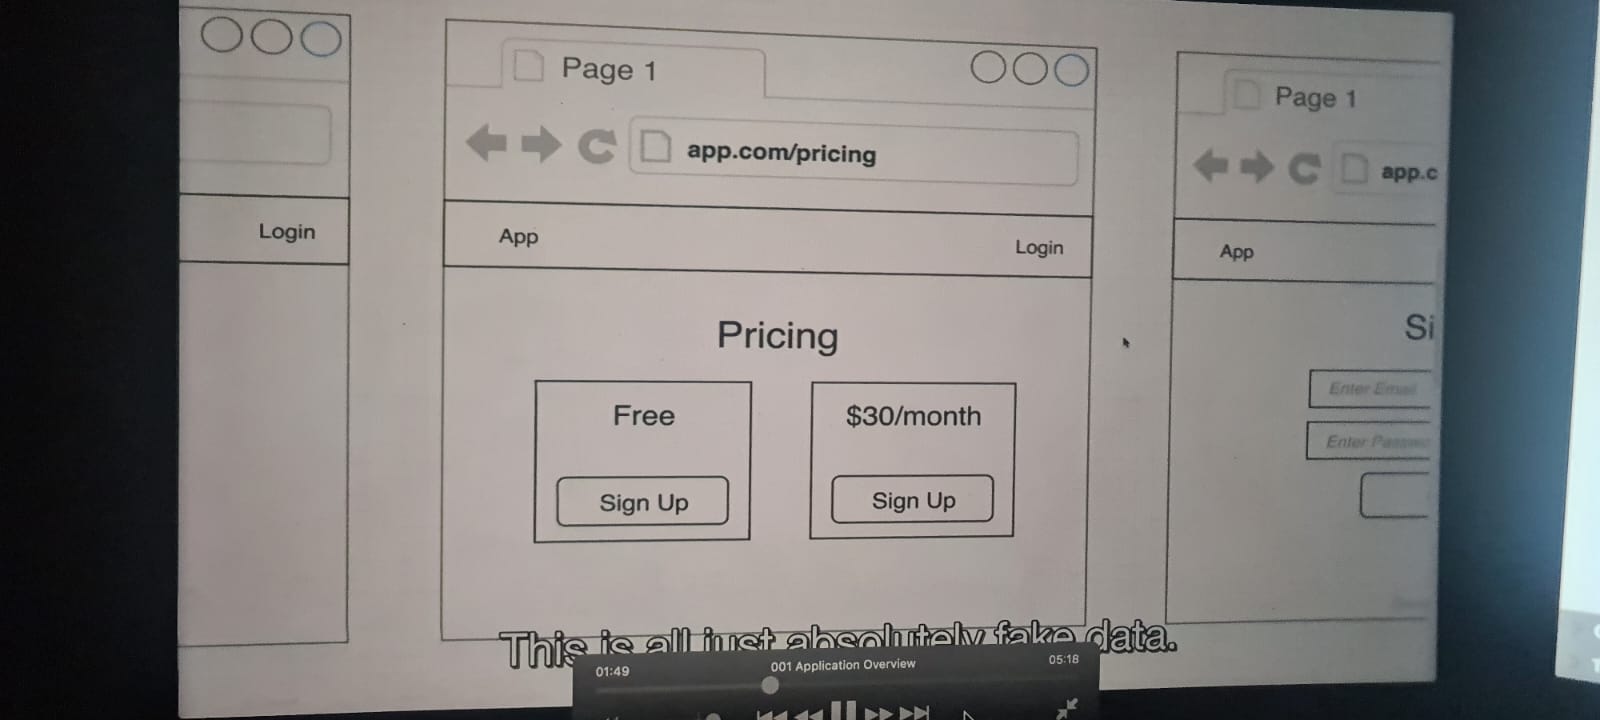 Login
Page 1
app.com/pricing
App
Login
Pricing
Free
$30/month
Sign Up
Sign Up
Page 1
app.c
App
Si
Enter Email
Enter
This is all just absolutely fake data.
01:49
001 Application Overview
05:18